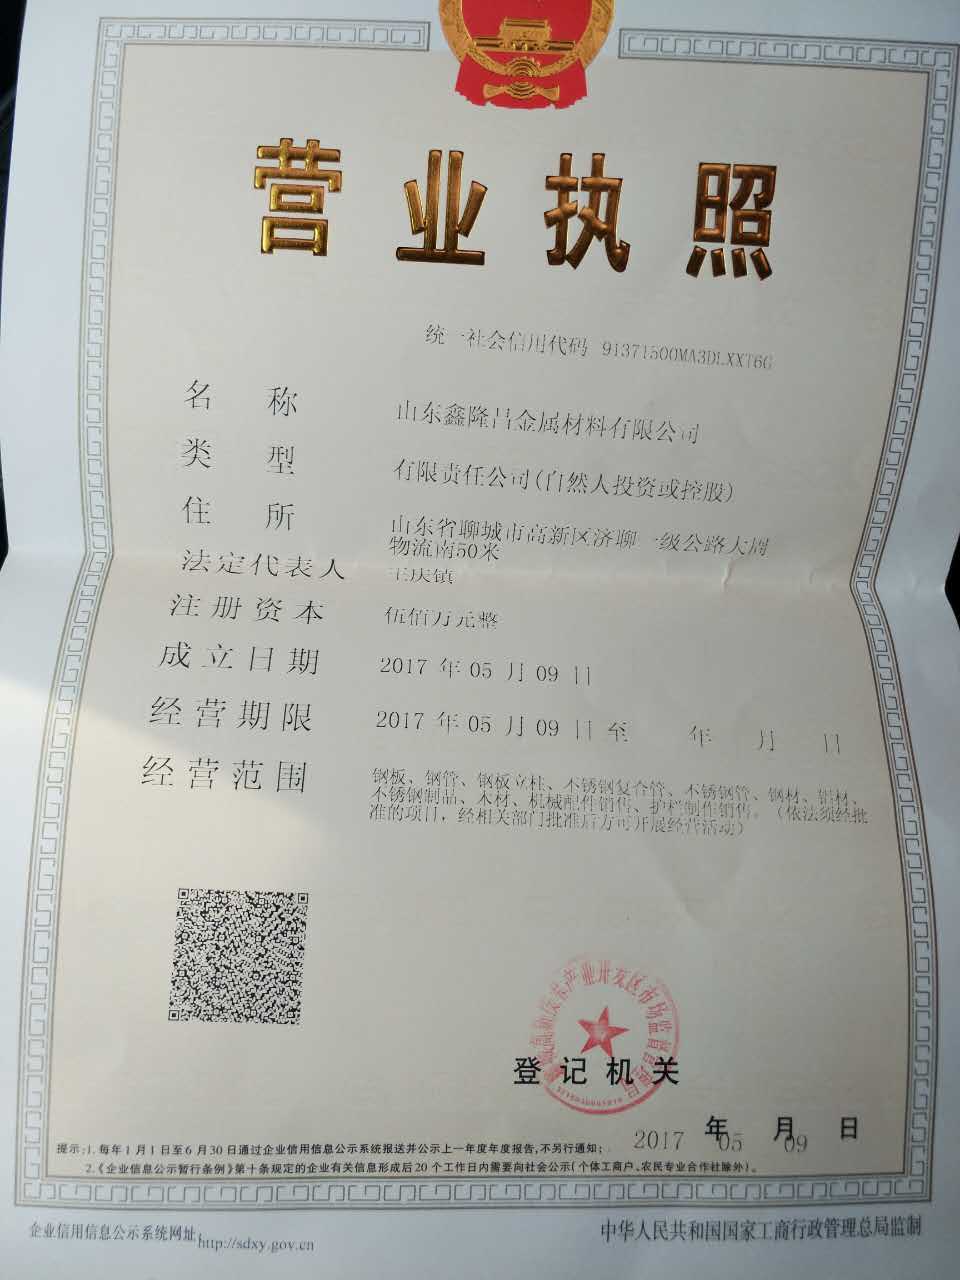 营业执照
统一社会信用代码 91371500MA3DLXXT6G
名称 山东鑫隆昌金属材料有限公司
类型 有限责任公司(自然人投资或控股)
住所 山东省聊城市高新区济聊一级公路大周
物流南50米
法定代表人 王庆镇
注册资本 伍佰万元整
成立日期 2017 年 05 月 09 日
经营期限 2017 年 05 月 09 日 至 年 月 日
经营范围 钢板、钢管、钢板立柱、不锈钢复合管、不锈钢管、钢材、铝材、
不锈钢制品、木材、机械配件销售、护栏制作销售。（依法须经批
准的项目，经相关部门批准后方可开展经营活动）
产业开发区市场监督管理局
登记机关
2017 年 05 月 09 日
提示:1.每年1月1日至6月30日通过企业信用信息公示系统报送并公示上一年度年度报告,不另行通知;
2.《企业信息公示暂行条例》第十条规定的企业有关信息形成后20个工作日内需要向社会公示(个体工商户、农民专业合作社除外)。
企业信用信息公示系统网址 http://sdxy.gov.cn
中华人民共和国国家工商行政管理总局监制